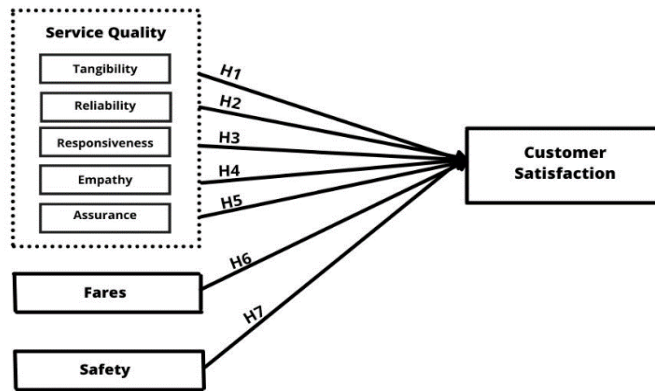 Service Quality
Tangibility
Reliability
Responsiveness
Empathy
Assurance
Fares
Safety
H1
H2
H3
H4
H5
H6
H7
Customer
Satisfaction